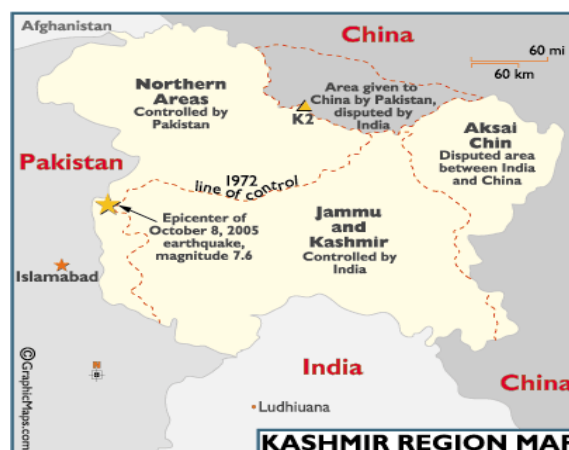 Afghanistan
China
60 mi
60 km
Northern
Areas
Controlled by
Pakistan
Area given to
China by Pakistan,
disputed by
India
K2
Aksai
Chin
Disputed area
between India
and China
Pakistan
1972
line of control
Epicenter of
October 8, 2005
earthquake,
magnitude 7.6
Jammu
and
Kashmir
Controlled by
India
Islamabad
India
China
Ludhiuana
©GraphicMaps.com
KASHMIR REGION MAP